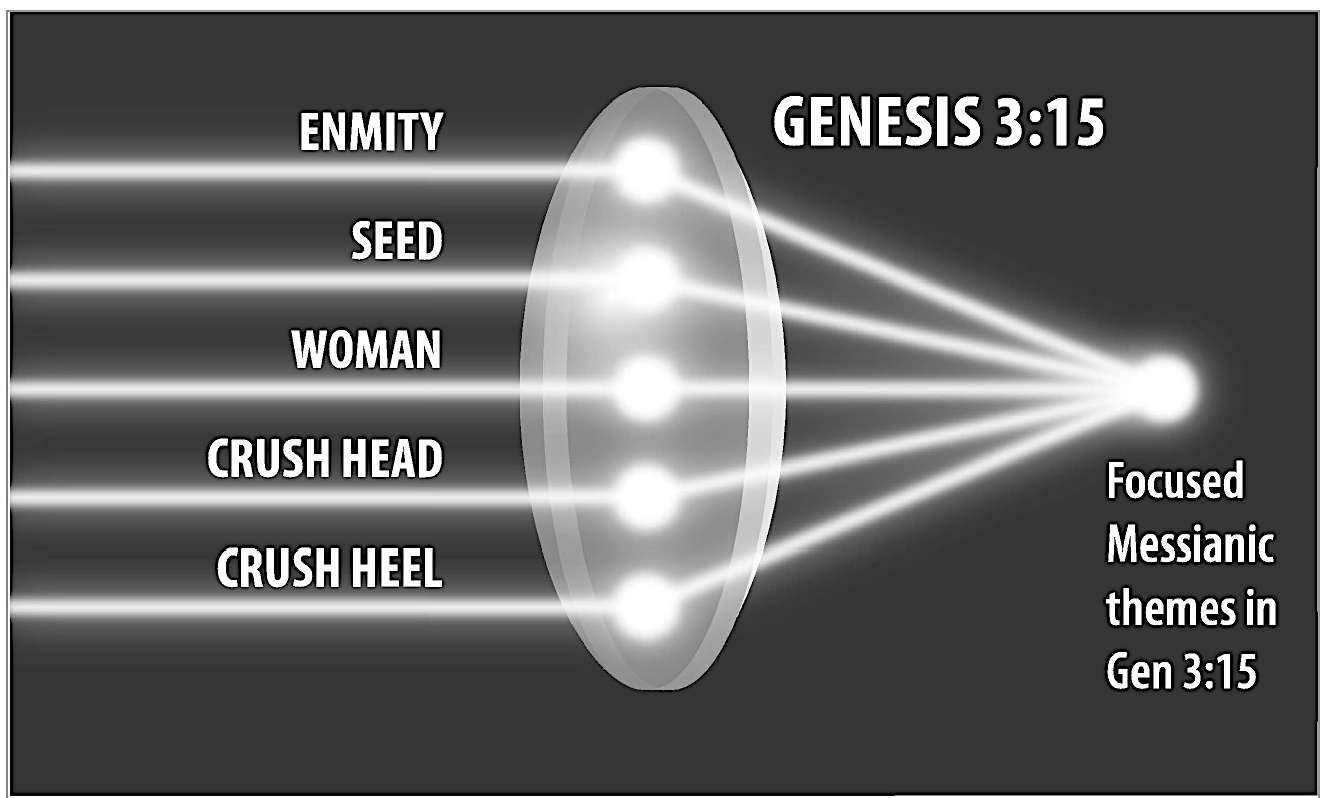 GENESIS 3:15
ENMITY
SEED
WOMAN
CRUSH HEAD
CRUSH HEEL
Focused
Messianic
themes in
Gen 3:15